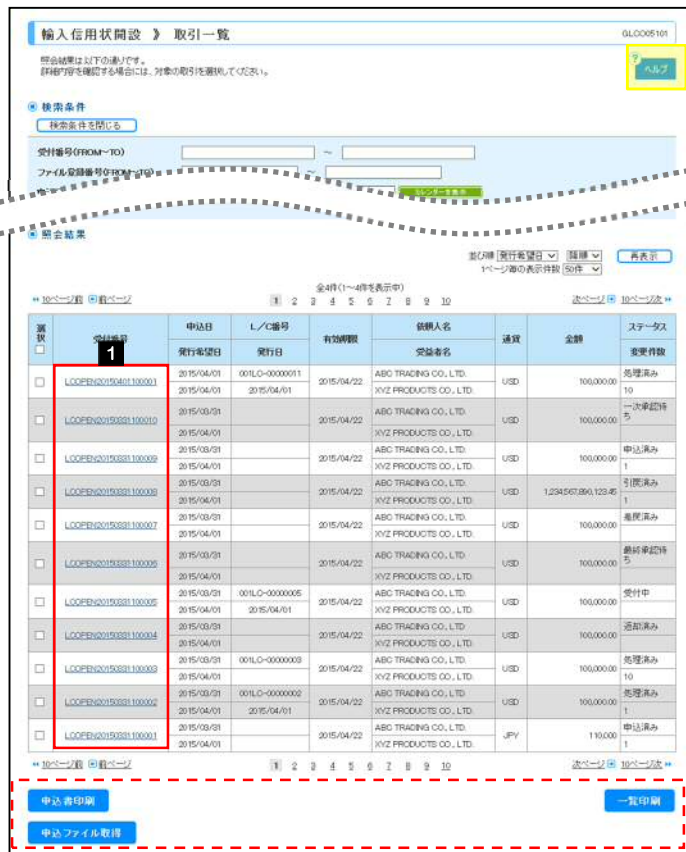 輸入信用状開設 》 取引一覧
GLCO05101
照会結果は以下の通りです。
詳細内容を確認する場合には、対象の取引を選択してください。
?
ヘルプ
検索条件
検索条件を閉じる
受付番号(FROM～TO) ～
ファイル登録番号(FROM～TO) ～
カレンダーを表示
照会結果
並び順 発行希望日 降順 再表示
1ページ毎の表示件数 50件
全4件(1～4件を表示中)
10ページ前 前ページ 1 2 3 4 5 6 7 8 9 10 次ページ 10ページ次
選択 受付番号 申込日 L/C番号 有効期限 依頼人名 通貨 金額 ステータス
発行希望日 発行日 受益者名 変更件数
1
LCOPEN20150401100001 2015/04/01 001LC-00000011 2015/04/22 ABC TRADING CO., LTD. USD 100,000.00 処理済み
2015/04/01 2015/04/01 XYZ PRODUCTS CO., LTD. 10
LCOPEN20150331100010 2015/03/31 2015/04/22 ABC TRADING CO., LTD. USD 100,000.00 一次承認待ち
2015/04/01 XYZ PRODUCTS CO., LTD.
LCOPEN20150331100009 2015/03/31 2015/04/22 ABC TRADING CO., LTD. USD 100,000.00 申込済み
2015/04/01 XYZ PRODUCTS CO., LTD. 1
LCOPEN20150331100008 2015/03/31 2015/04/22 ABC TRADING CO., LTD. USD 1,234,567,890,123.45 引戻済み
2015/04/01 XYZ PRODUCTS CO., LTD. 1
LCOPEN20150331100007 2015/03/31 2015/04/22 ABC TRADING CO., LTD. USD 100,000.00 差戻済み
2015/04/01 XYZ PRODUCTS CO., LTD.
LCOPEN20150331100006 2015/03/31 2015/04/22 ABC TRADING CO., LTD. USD 100,000.00 最終承認待ち
2015/04/01 XYZ PRODUCTS CO., LTD.
LCOPEN20150331100005 2015/03/31 001LC-00000005 2015/04/22 ABC TRADING CO., LTD. USD 100,000.00 受付中
2015/04/01 2015/04/01 XYZ PRODUCTS CO., LTD.
LCOPEN20150331100004 2015/03/31 2015/04/22 ABC TRADING CO., LTD. USD 100,000.00 返却済み
2015/04/01 XYZ PRODUCTS CO., LTD.
LCOPEN20150331100003 2015/03/31 001LC-00000003 2015/04/22 ABC TRADING CO., LTD. USD 100,000.00 処理済み
2015/04/01 XYZ PRODUCTS CO., LTD. 10
LCOPEN20150331100002 2015/03/31 001LC-00000002 2015/04/22 ABC TRADING CO., LTD. USD 100,000.00 処理済み
2015/04/01 2015/04/01 XYZ PRODUCTS CO., LTD. 1
LCOPEN20150331100001 2015/03/31 2015/04/22 ABC TRADING CO., LTD. JPY 110,000 申込済み
2015/04/01 XYZ PRODUCTS CO., LTD. 1
10ページ前 前ページ 1 2 3 4 5 6 7 8 9 10 次ページ 10ページ次
申込書印刷 一覧印刷
申込ファイル取得